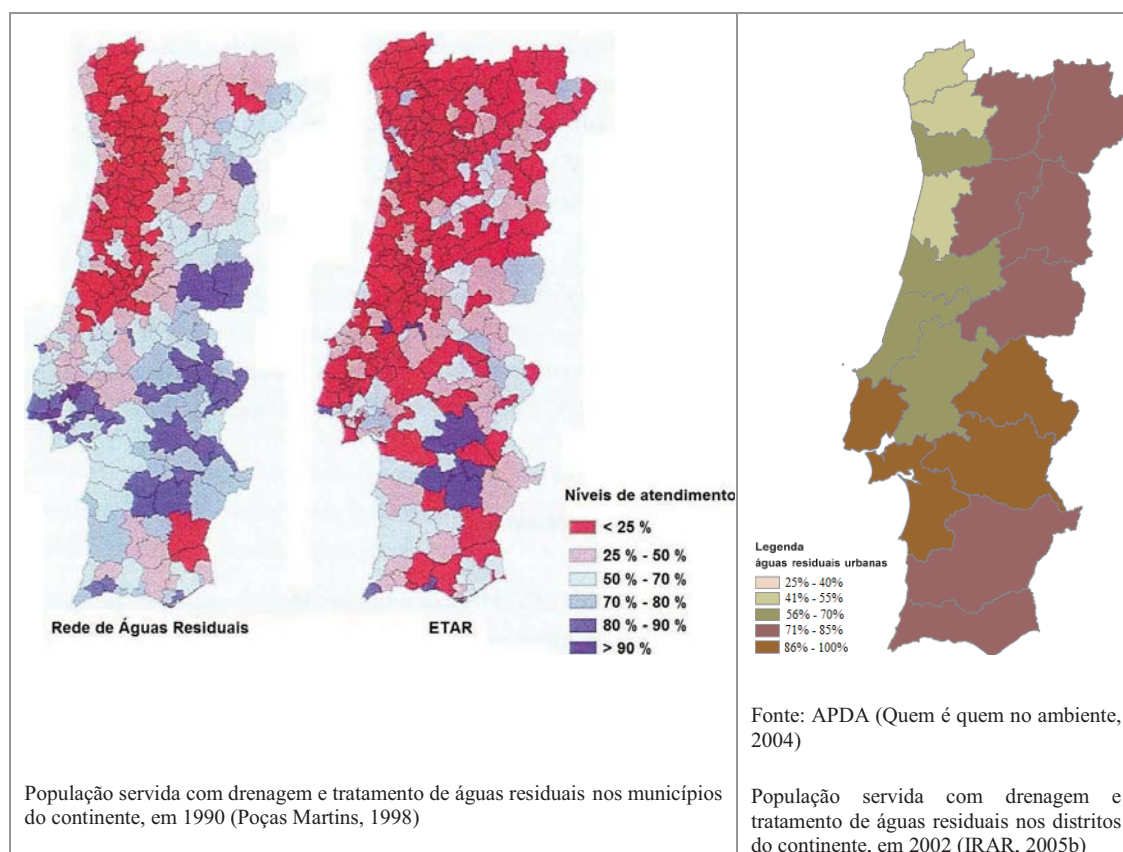 Níveis de atendimento
< 25 %
25 % - 50 %
50 % - 70 %
70 % - 80 %
80 % - 90 %
> 90 %
Rede de Águas Residuais
ETAR
População servida com drenagem e tratamento de águas residuais nos municípios
do continente, em 1990 (Poças Martins, 1998)
Legenda
águas residuais urbanas
25% - 40%
41% - 55%
56% - 70%
71% - 85%
86% - 100%
Fonte: APDA (Quem é quem no ambiente,
2004)
População servida com drenagem e
tratamento de águas residuais nos distritos
do continente, em 2002 (IRAR, 2005b)